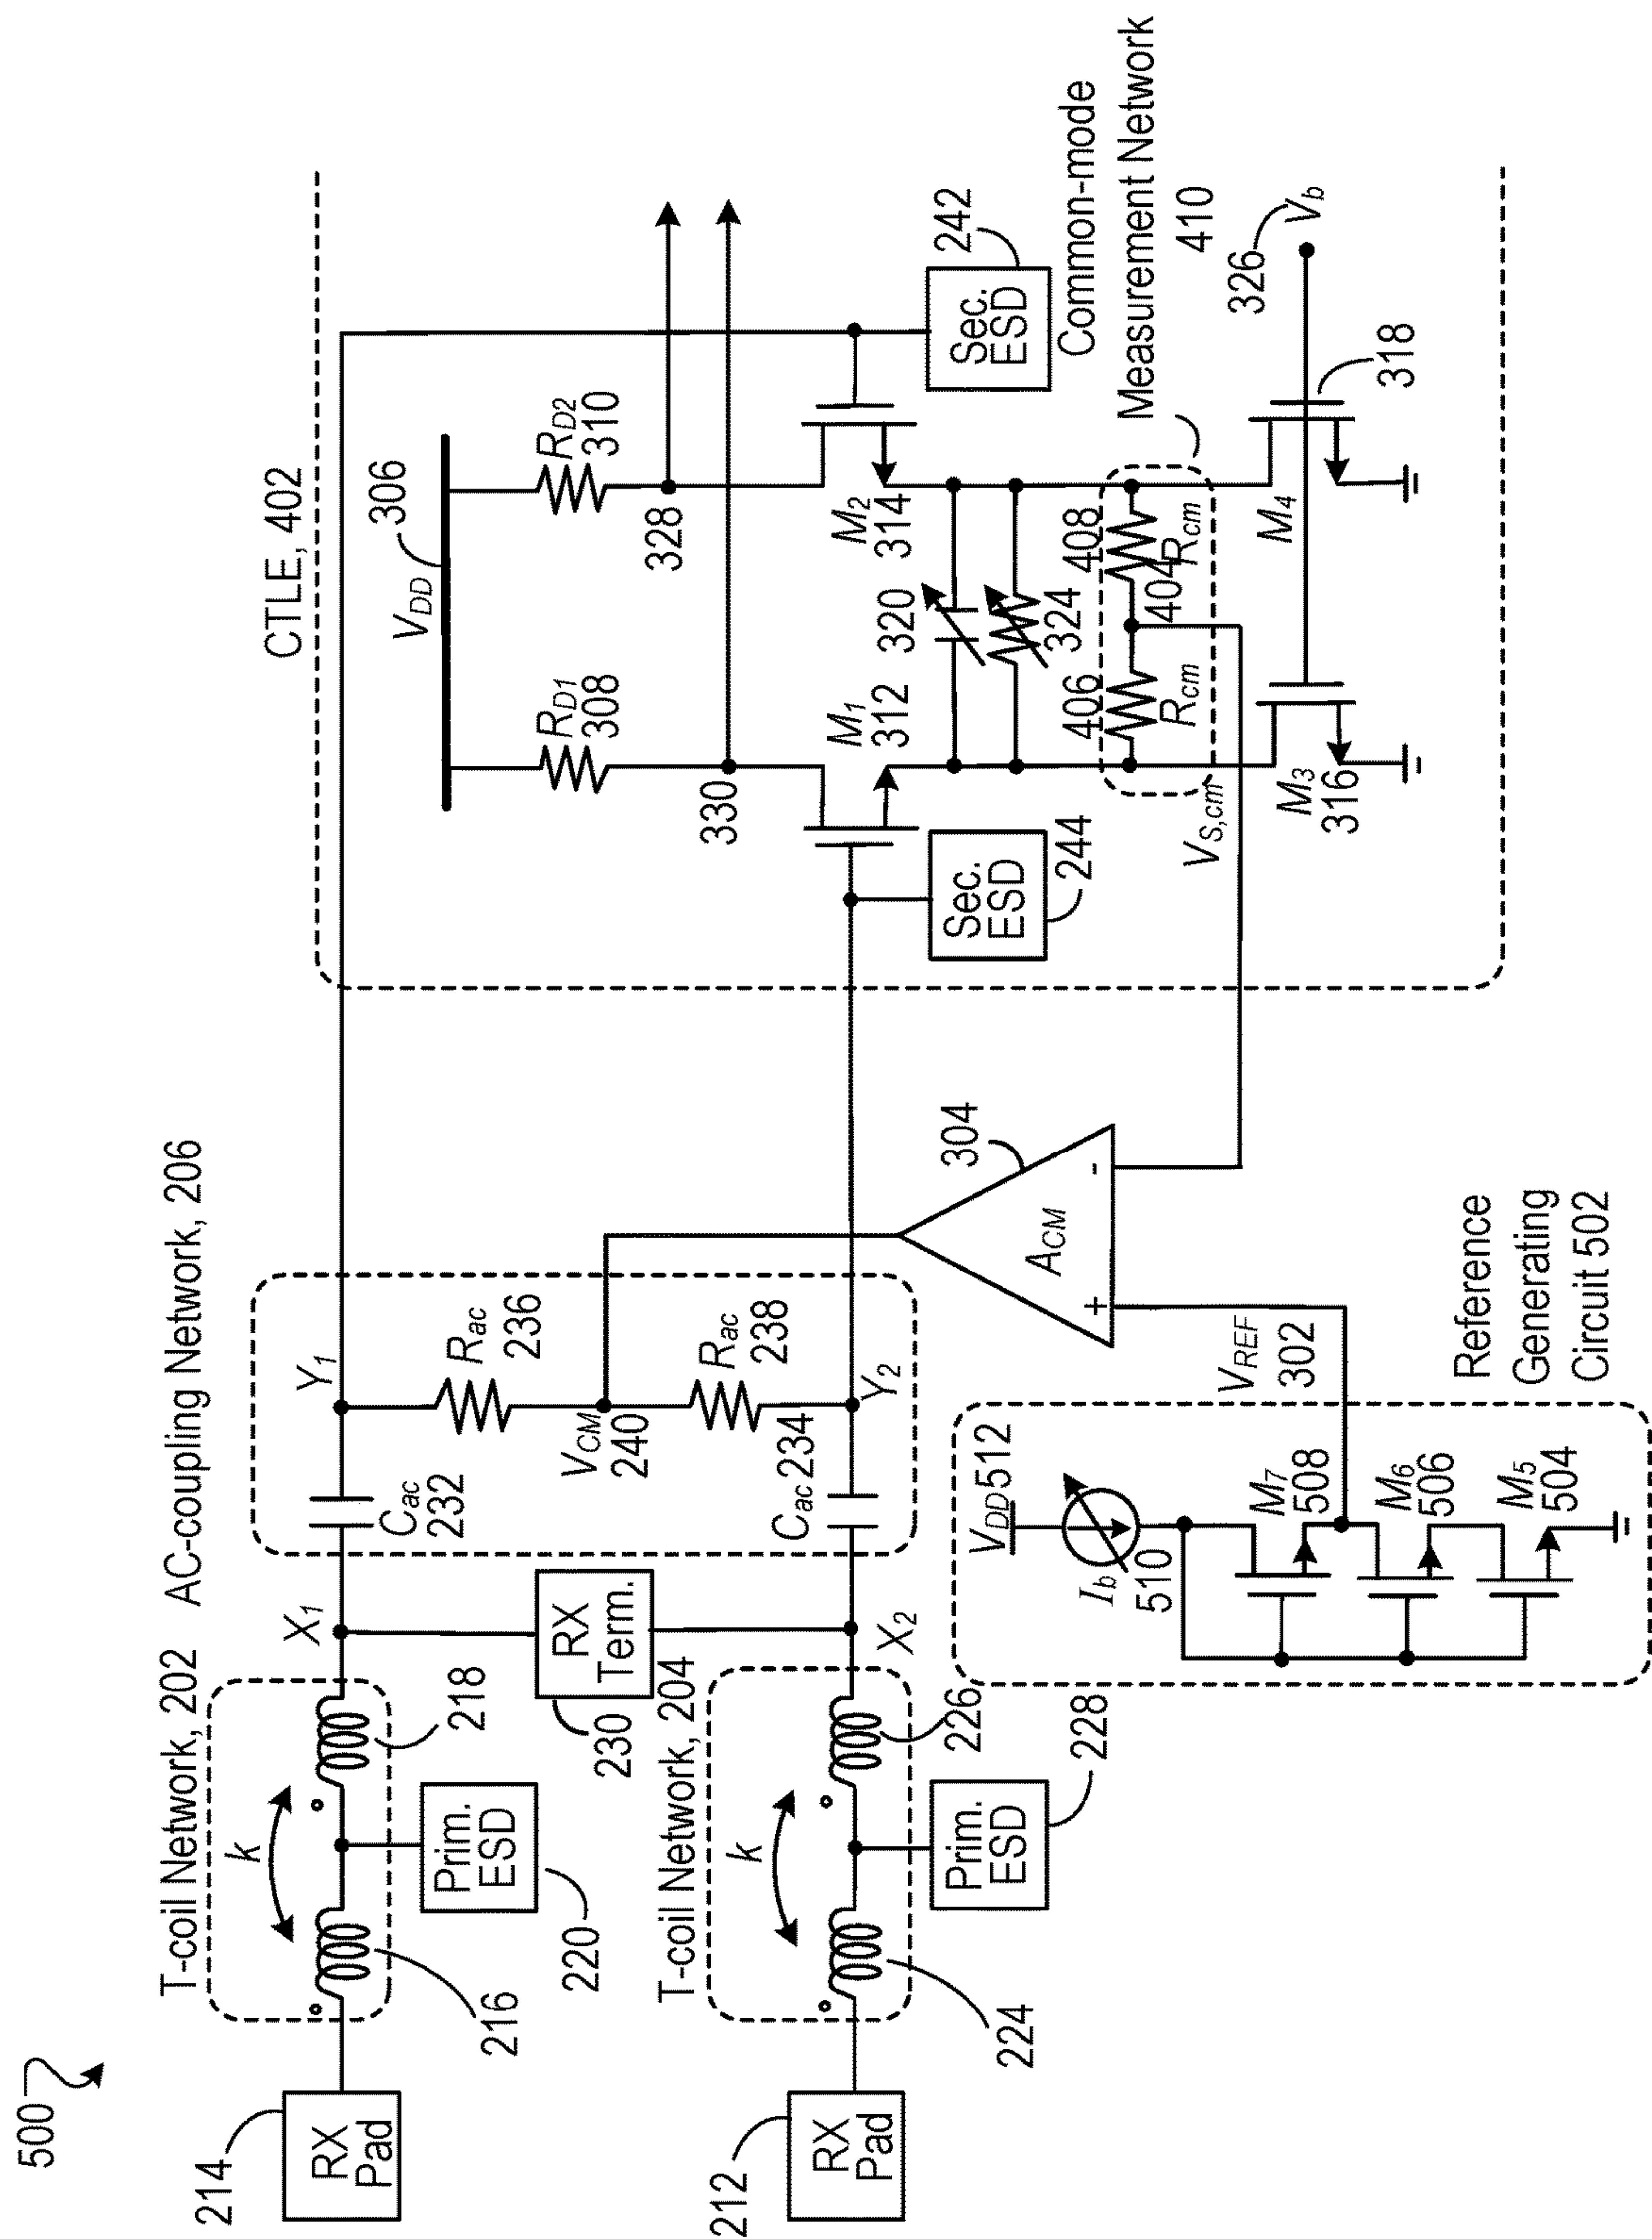 500
214
RX
Pad
212
RX
Pad
T-coil Network, 202
k
216
218
Prim.
ESD
220
T-coil Network, 204
k
224
226
Prim.
ESD
228
X1
X2
RX
Term.
230
AC-coupling Network, 206
Cac
232
Cac 234
Y1
Y2
Rac
236
Rac
238
VCM
240
ACM
+
-
304
VREF
302
VDD 512
Ib
510
M7
508
M6
506
M5
504
Reference
Generating
Circuit 502
CTLE, 402
VDD
306
RD1
308
RD2
310
330
328
M1
312
M2
314
Sec.
ESD
244
Sec.
ESD
242
320
324
406
Rcm
408
Rcm
404
VS,cm
Common-mode
Measurement Network
410
M3
316
M4
318
326
Vb